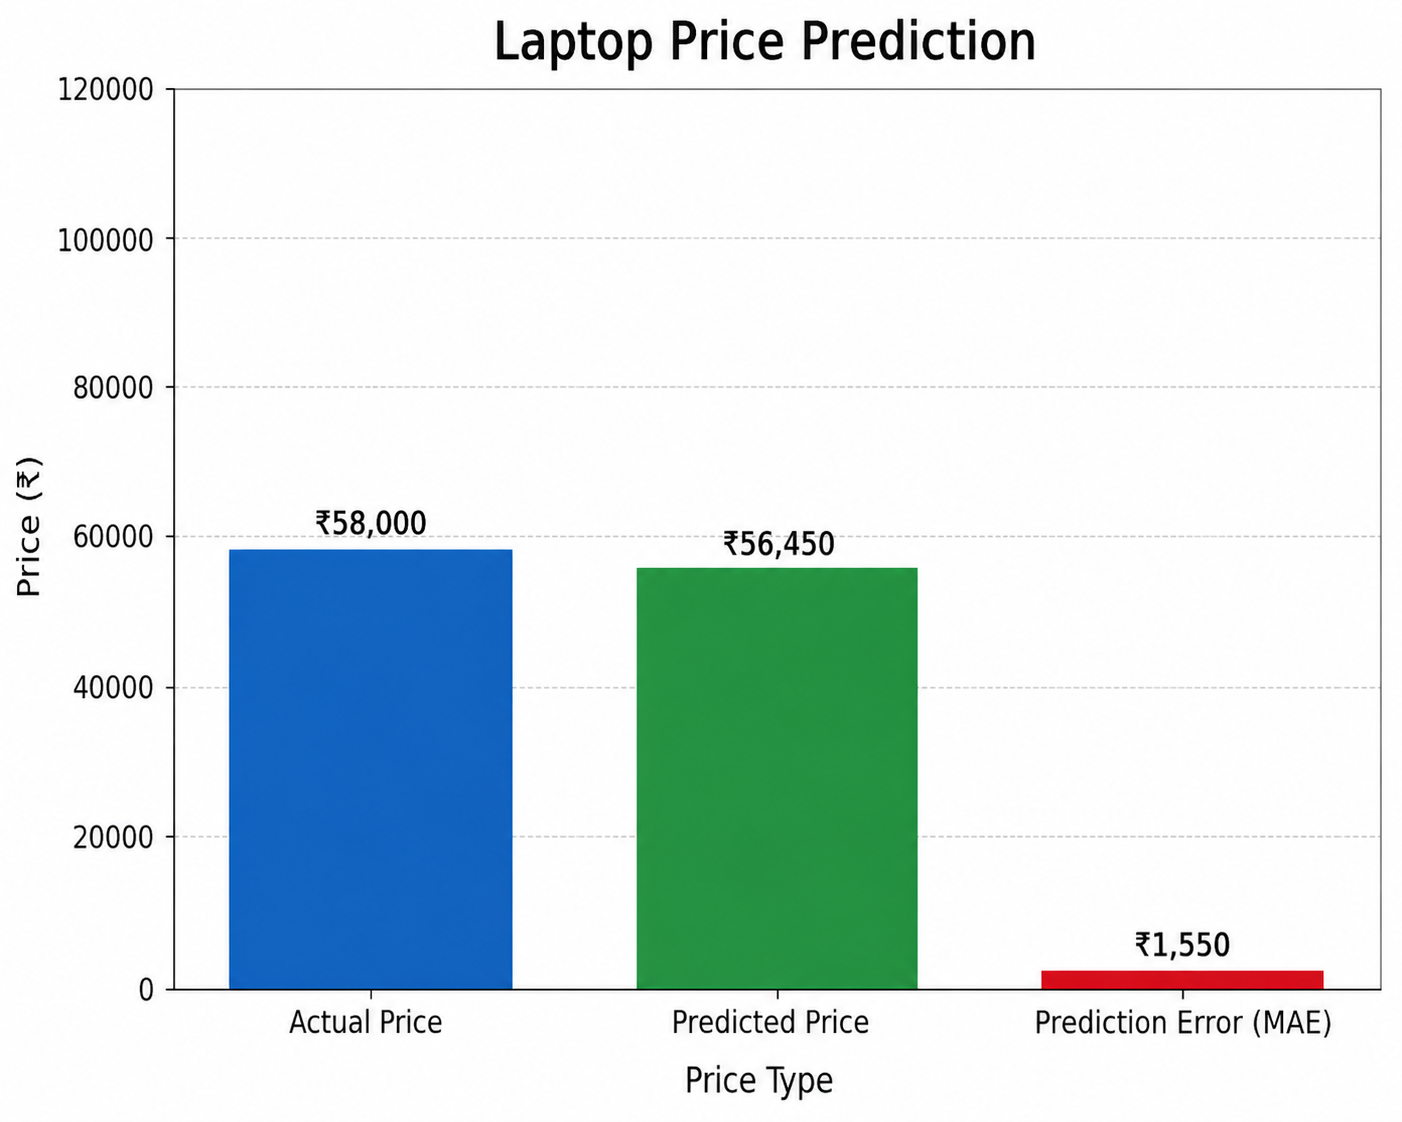 Laptop Price Prediction
120000
100000
80000
60000
40000
20000
0
Price (₹)
₹58,000
₹56,450
₹1,550
Actual Price
Predicted Price
Prediction Error (MAE)
Price Type